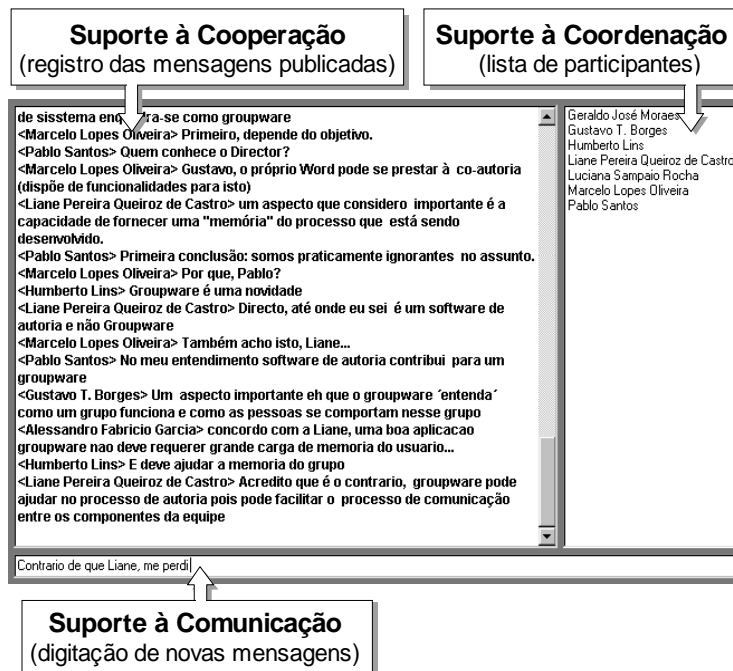 Suporte à Cooperação
(registro das mensagens publicadas)
Suporte à Coordenação
(lista de participantes)
de sisstema enq ra-se como groupware
<Marcelo Lopes Oliveira> Primeiro, depende do objetivo.
<Pablo Santos> Quem conhece o Director?
<Marcelo Lopes Oliveira> Gustavo, o próprio Word pode se prestar à co-autoria
(dispõe de funcionalidades para isto)
<Liane Pereira Queiroz de Castro> um aspecto que considero importante é a
capacidade de fornecer uma "memória" do processo que está sendo
desenvolvido.
<Pablo Santos> Primeira conclusão: somos praticamente ignorantes no assunto.
<Marcelo Lopes Oliveira> Por que, Pablo?
<Humberto Lins> Groupware é uma novidade
<Liane Pereira Queiroz de Castro> Directo, até onde eu sei é um software de
autoria e não Groupware
<Marcelo Lopes Oliveira> Também acho isto, Liane...
<Pablo Santos> No meu entendimento software de autoria contribui para um
groupware
<Gustavo T. Borges> Um aspecto importante eh que o groupware ´entenda´
como um grupo funciona e como as pessoas se comportam nesse grupo
<Alessandro Fabricio Garcia> concordo com a Liane, uma boa aplicacao
groupware nao deve requerer grande carga de memoria do usuario...
<Humberto Lins> E deve ajudar a memoria do grupo
<Liane Pereira Queiroz de Castro> Acredito que é o contrario, groupware pode
ajudar no processo de autoria pois pode facilitar o processo de comunicação
entre os componentes da equipe
Geraldo José Moraes
Gustavo T. Borges
Humberto Lins
Liane Pereira Queiroz de Castro
Luciana Sampaio Rocha
Marcelo Lopes Oliveira
Pablo Santos
Contrario de que Liane, me perdi
Suporte à Comunicação
(digitação de novas mensagens)